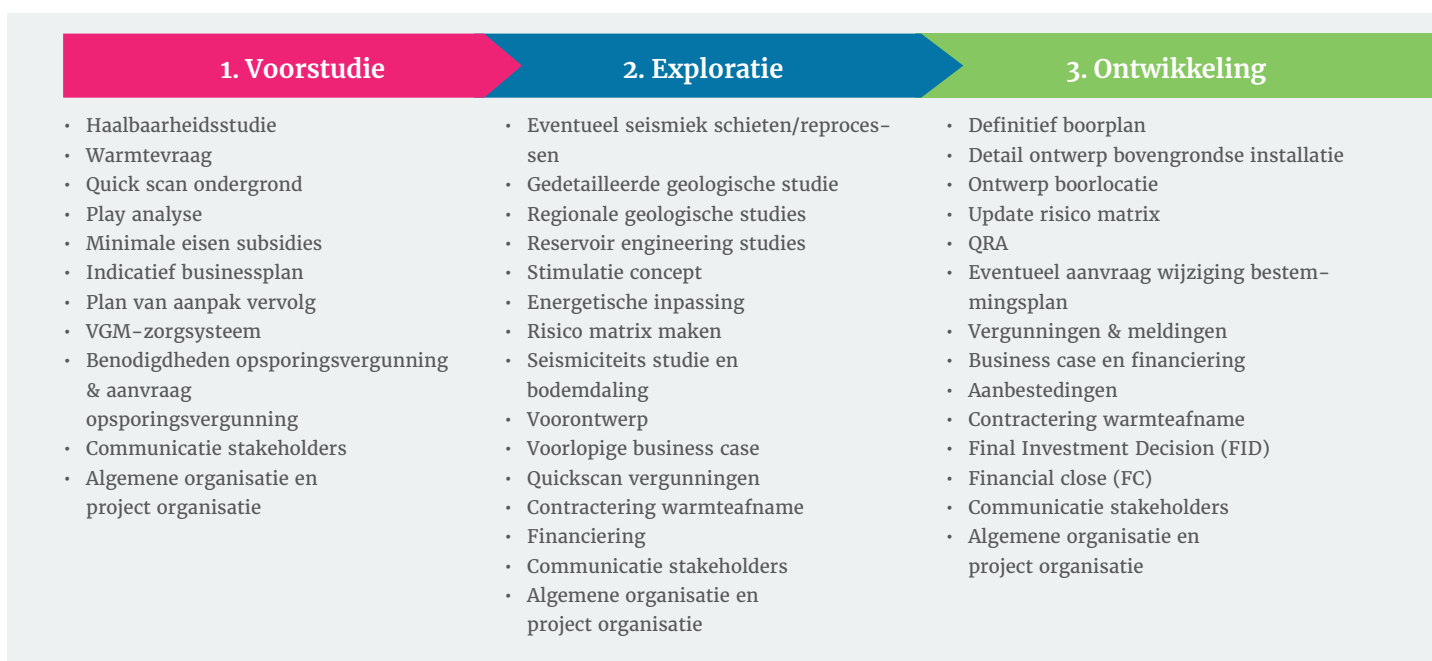 1. Voorstudie
• Haalbaarheidsstudie
• Warmtevraag
• Quick scan ondergrond
• Play analyse
• Minimale eisen subsidies
• Indicatief businessplan
• Plan van aanpak vervolg
• VGM-zorgsysteem
• Benodigdheden opsporingsvergunning
& aanvraag
opsporingsvergunning
• Communicatie stakeholders
• Algemene organisatie en
project organisatie
2. Exploratie
• Eventueel seismiek schieten/reproces-
sen
• Gedetailleerde geologische studie
• Regionale geologische studies
• Reservoir engineering studies
• Stimulatie concept
• Energetische inpassing
• Risico matrix maken
• Seismiciteits studie en
bodemdaling
• Voorontwerp
• Voorlopige business case
• Quickscan vergunningen
• Contractering warmteafname
• Financiering
• Communicatie stakeholders
• Algemene organisatie en
project organisatie
3. Ontwikkeling
• Definitief boorplan
• Detail ontwerp bovengrondse installatie
• Ontwerp boorlocatie
• Update risico matrix
• QRA
• Eventueel aanvraag wijziging bestem-
mingsplan
• Vergunningen & meldingen
• Business case en financiering
• Aanbestedingen
• Contractering warmteafname
• Final Investment Decision (FID)
• Financial close (FC)
• Communicatie stakeholders
• Algemene organisatie en
project organisatie